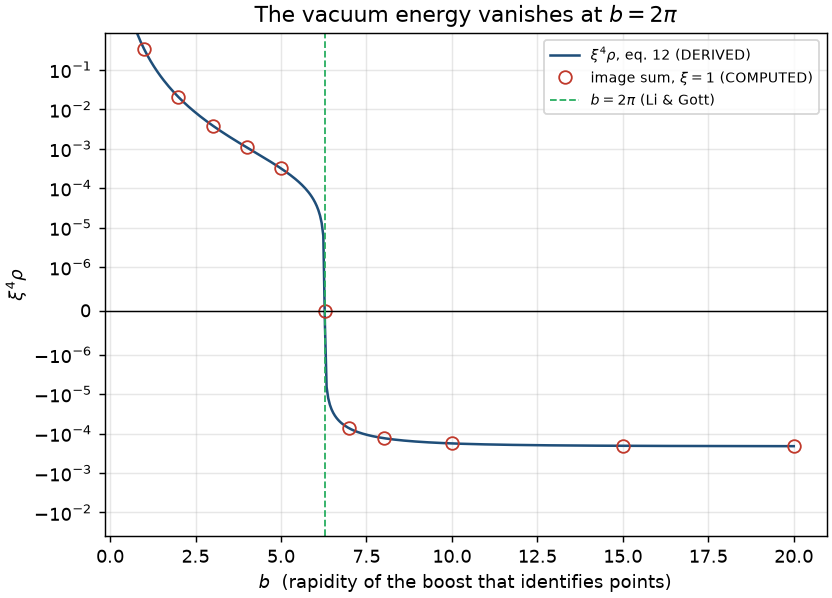 The vacuum energy vanishes at b = 2π
ξ⁴ρ, eq. 12 (DERIVED)
image sum, ξ = 1 (COMPUTED)
b = 2π (Li & Gott)
10⁻¹
10⁻²
10⁻³
10⁻⁴
10⁻⁵
10⁻⁶
0
−10⁻⁶
−10⁻⁵
−10⁻⁴
−10⁻³
−10⁻²
ξ⁴ρ
0.0 2.5 5.0 7.5 10.0 12.5 15.0 17.5 20.0
b (rapidity of the boost that identifies points)